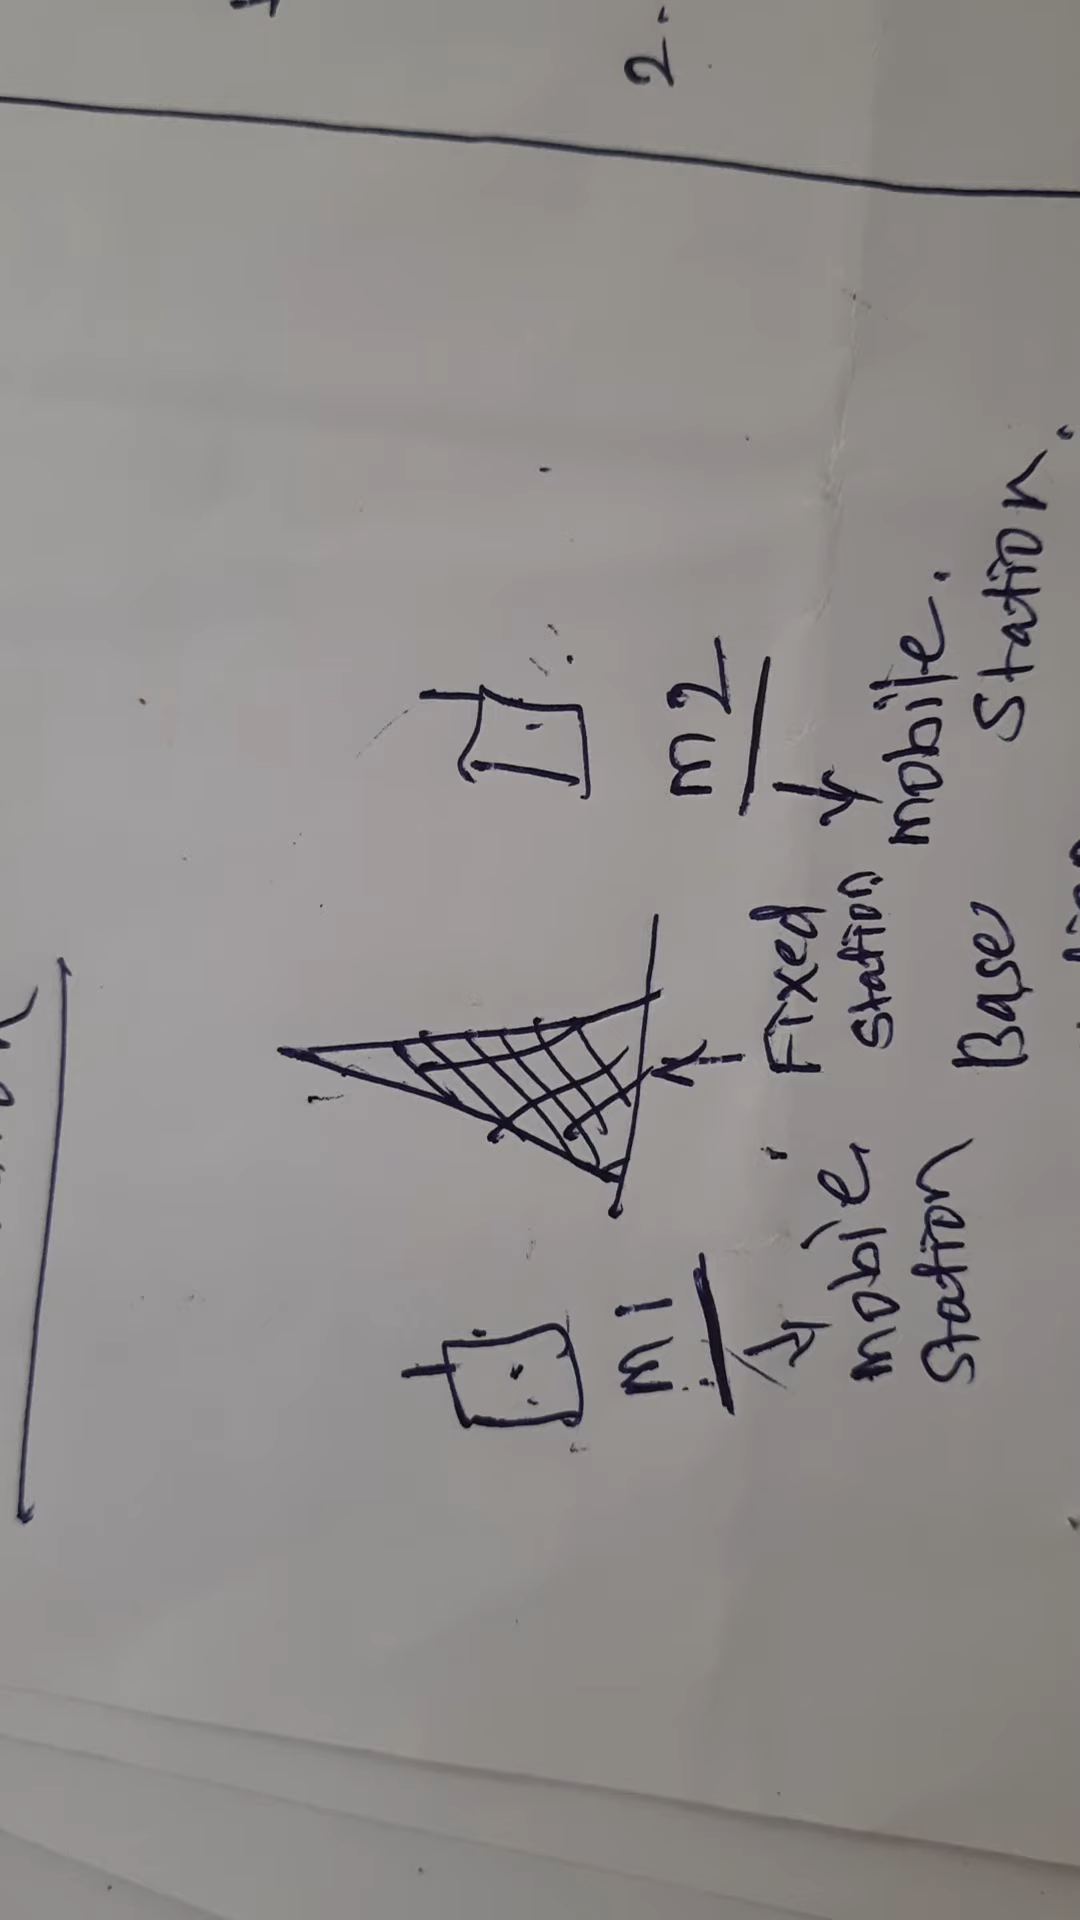 2.
m1
m2
mobile
station
Fixed
station
mobile.
Base Station.